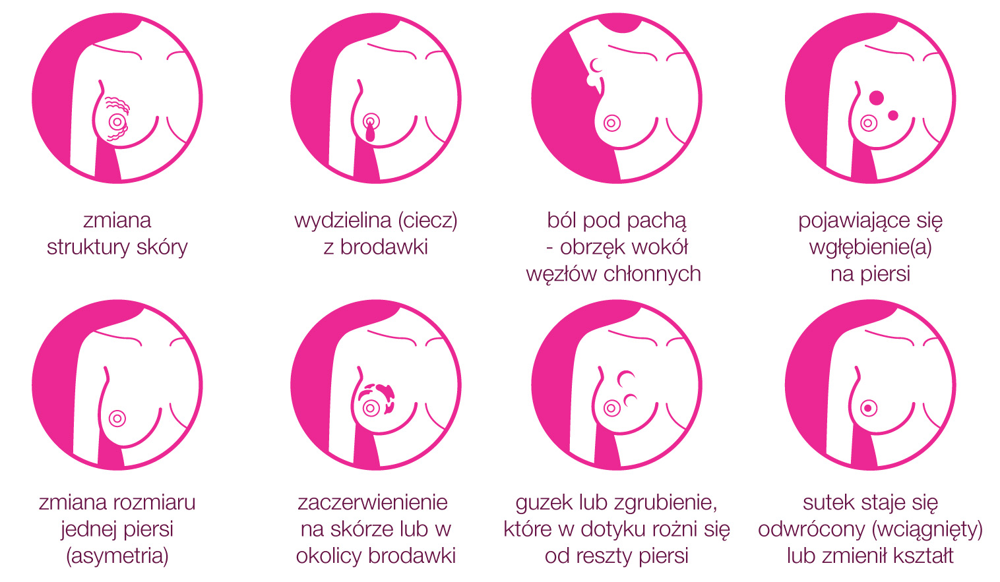 zmiana
struktury skóry
wydzielina (ciecz)
z brodawki
ból pod pachą
- obrzęk wokół
węzłów chłonnych
pojawiające się
wgłębienie(a)
na piersi
zmiana rozmiaru
jednej piersi
(asymetria)
zaczerwienienie
na skórze lub w
okolicy brodawki
guzek lub zgrubienie,
które w dotyku rożni się
od reszty piersi
sutek staje się
odwrócony (wciągnięty)
lub zmienił kształt